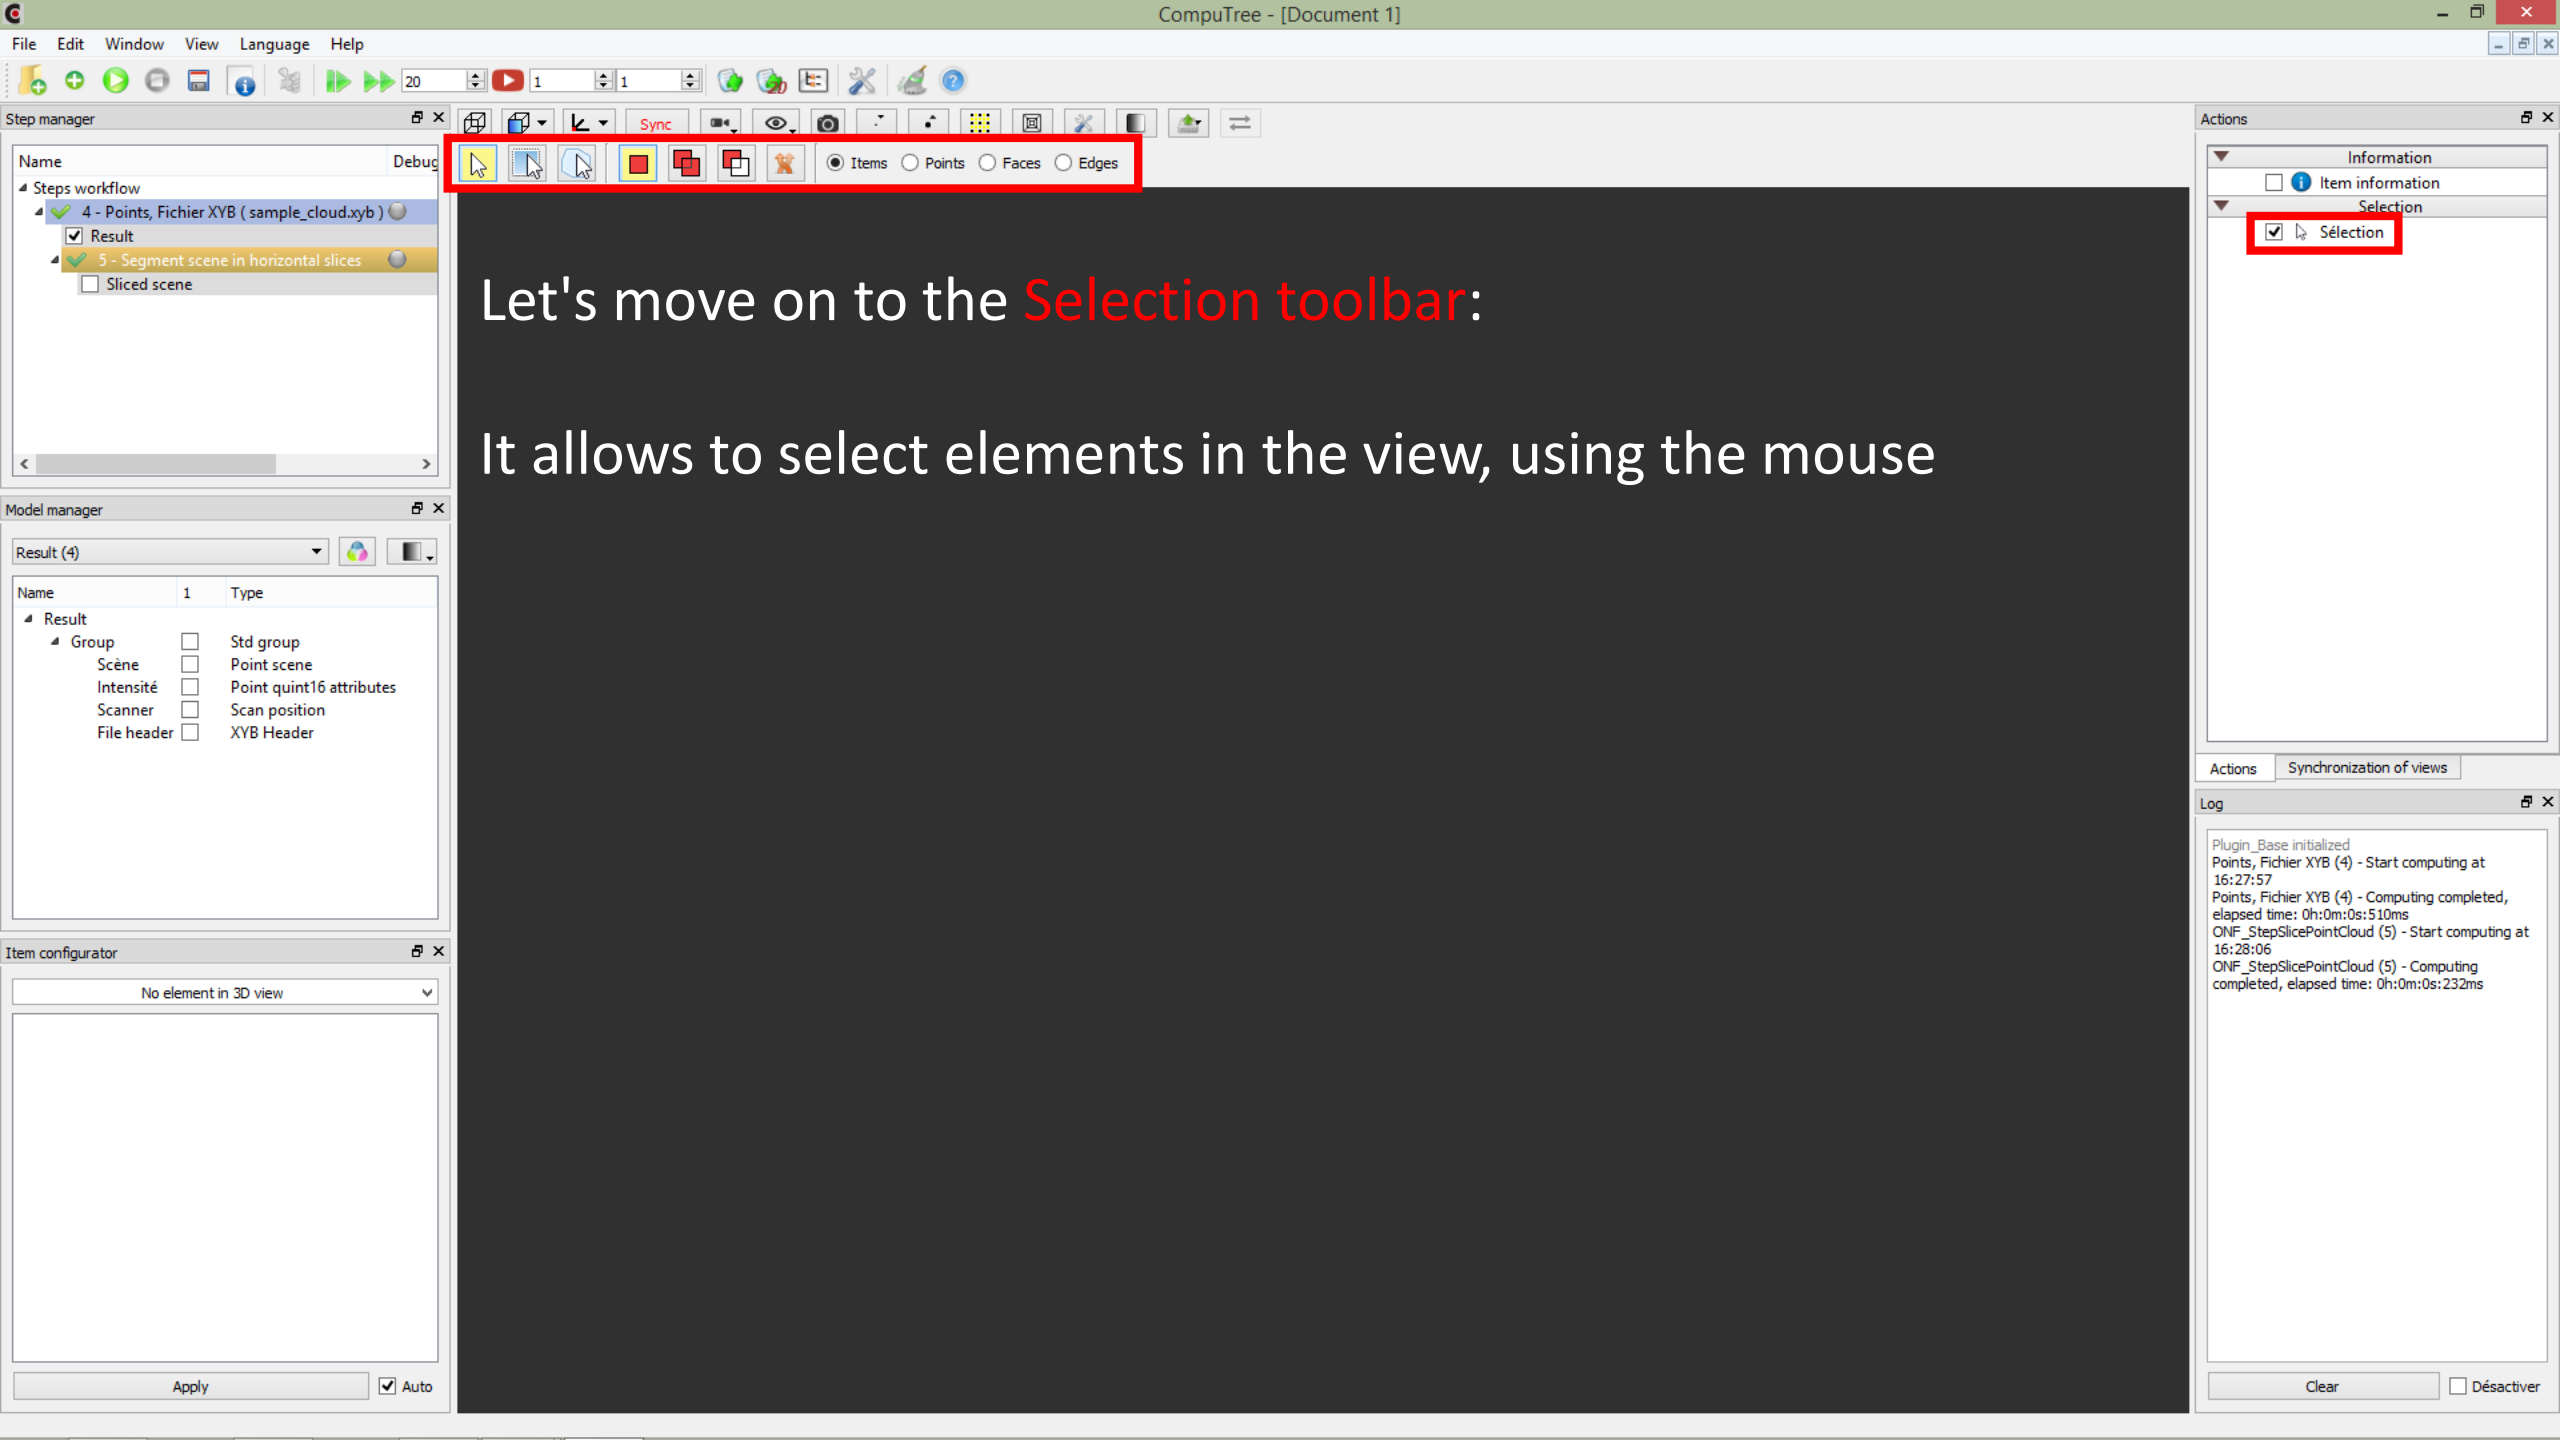 CompuTree - [Document 1]
File Edit Window View Language Help
20 1 1 2D
Step manager
Sync
Actions
Name Debug
Items Points Faces Edges
Information
Item information
Selection
Sélection
Steps workflow
4 - Points, Fichier XYB ( sample_cloud.xyb )
Result
5 - Segment scene in horizontal slices
Sliced scene
Let's move on to the Selection toolbar:
It allows to select elements in the view, using the mouse
Model manager
Result (4)
Name 1 Type
Result
Group Std group
Scène Point scene
Intensité Point quint16 attributes
Scanner Scan position
File header XYB Header
Actions Synchronization of views
Log
Plugin_Base initialized
Points, Fichier XYB (4) - Start computing at
16:27:57
Points, Fichier XYB (4) - Computing completed,
elapsed time: 0h:0m:0s:510ms
ONF_StepSlicePointCloud (5) - Start computing at
16:28:06
ONF_StepSlicePointCloud (5) - Computing
completed, elapsed time: 0h:0m:0s:232ms
Item configurator
No element in 3D view
Apply Auto
Clear Désactiver